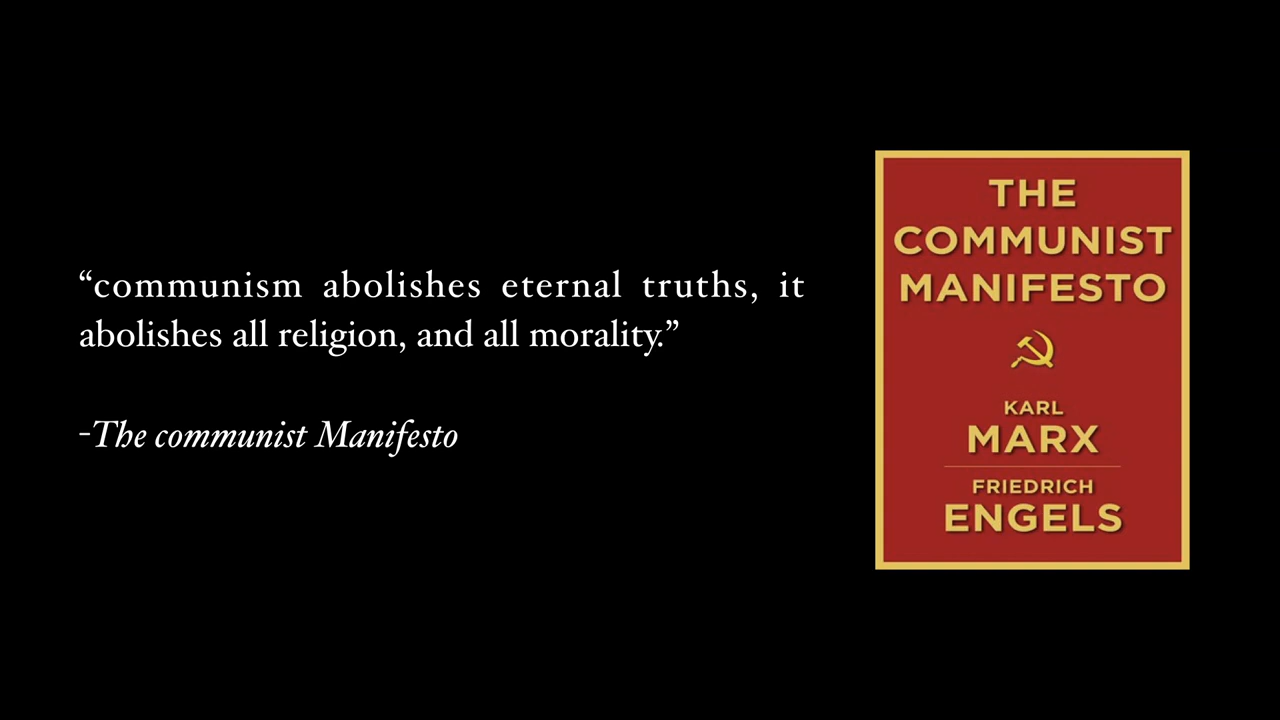 “communism abolishes eternal truths, it
abolishes all religion, and all morality.”
-The communist Manifesto
THE
COMMUNIST
MANIFESTO
KARL
MARX
FRIEDRICH
ENGELS